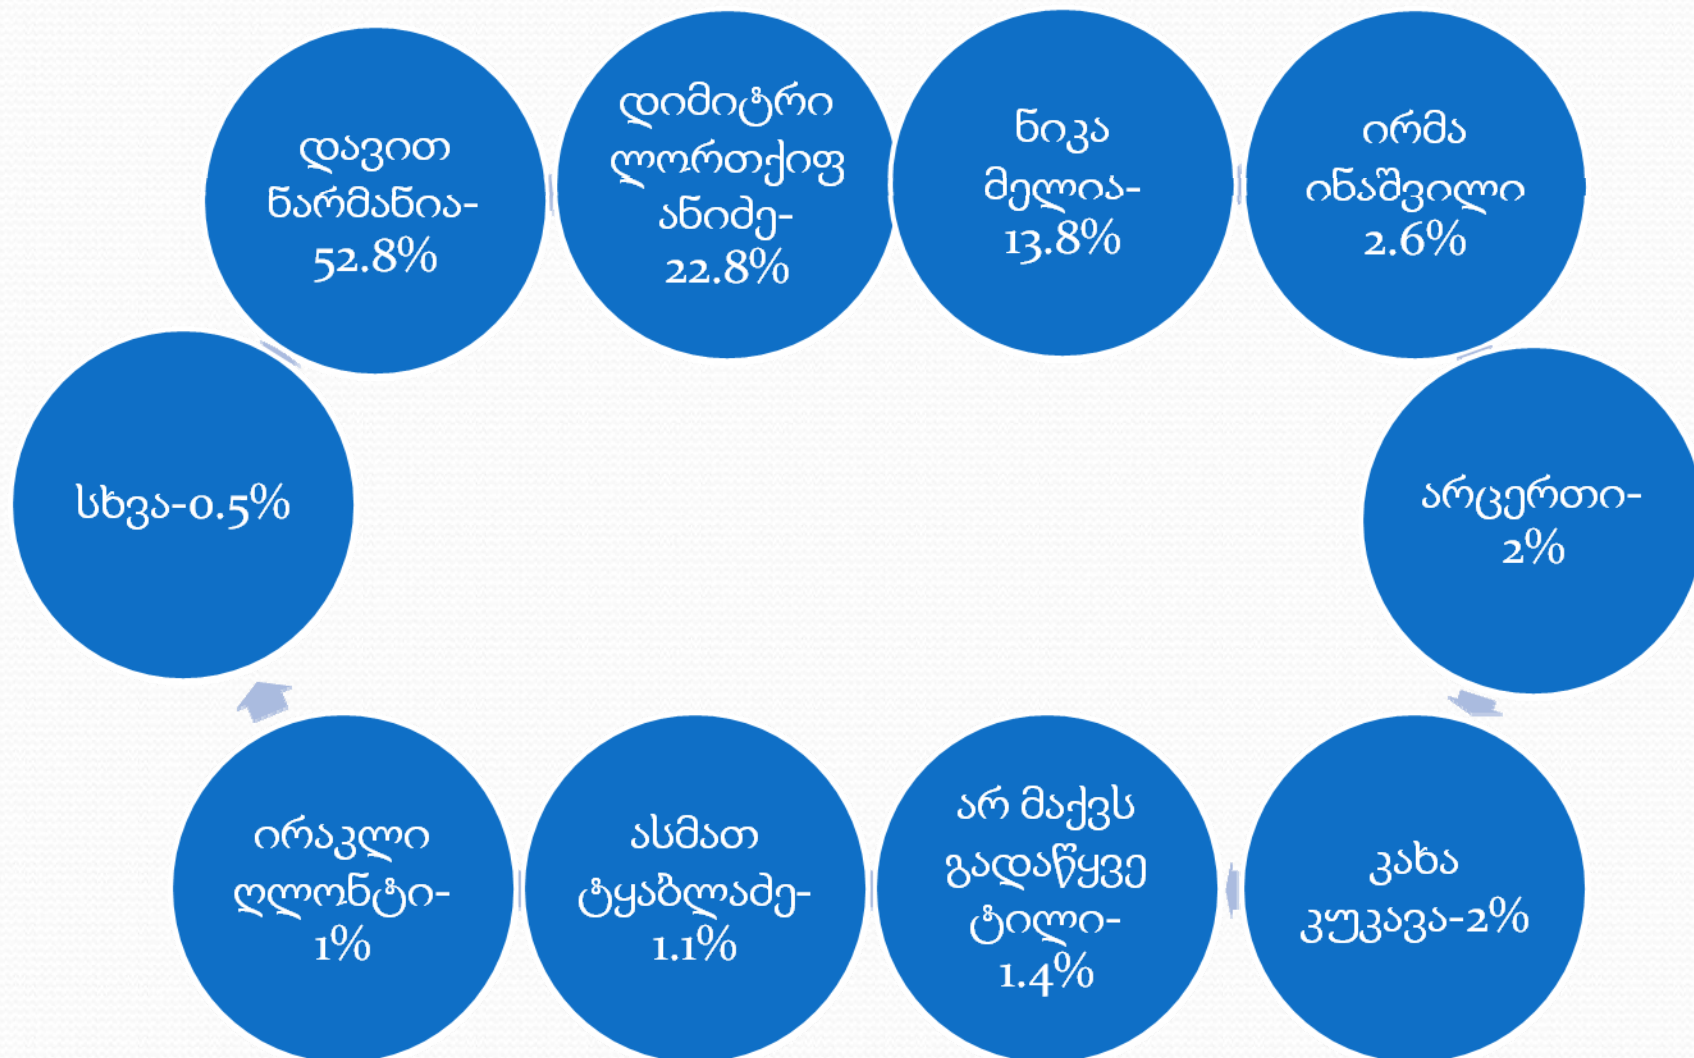 დავით
ნარმანია-
52.8%
დიმიტრი
ლორთქიფ
ანიძე-
22.8%
ნიკა
მელია-
13.8%
ირმა
ინაშვილი
2.6%
არცერთი-
2%
კახა
კუკავა-2%
არ მაქვს
გადაწყვე
ტილი-
1.4%
ასმათ
ტყაბლაძე-
1.1%
ირაკლი
ღლონტი-
1%
სხვა-0.5%